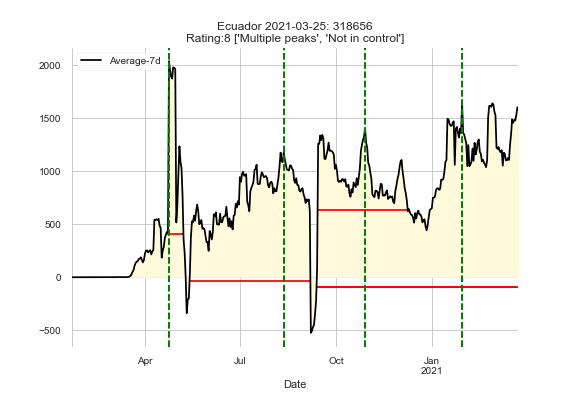 Ecuador 2021-03-25: 318656
Rating:8 ['Multiple peaks', 'Not in control']
Average-7d
2000
1500
1000
500
0
−500
Apr
Jul
Oct
Jan
2021
Date